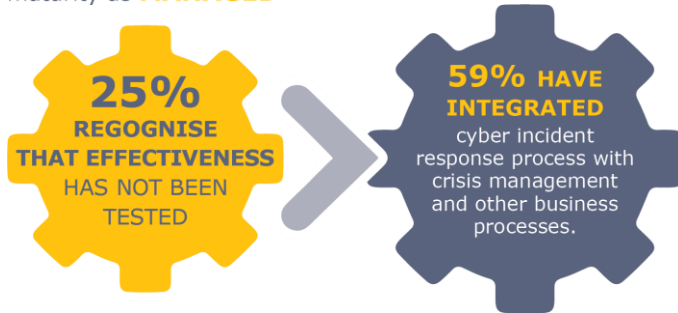 25%
REGOGNISE
THAT EFFECTIVENESS
HAS NOT BEEN
TESTED
59% HAVE
INTEGRATED
cyber incident
response process with
crisis management
and other business
processes.